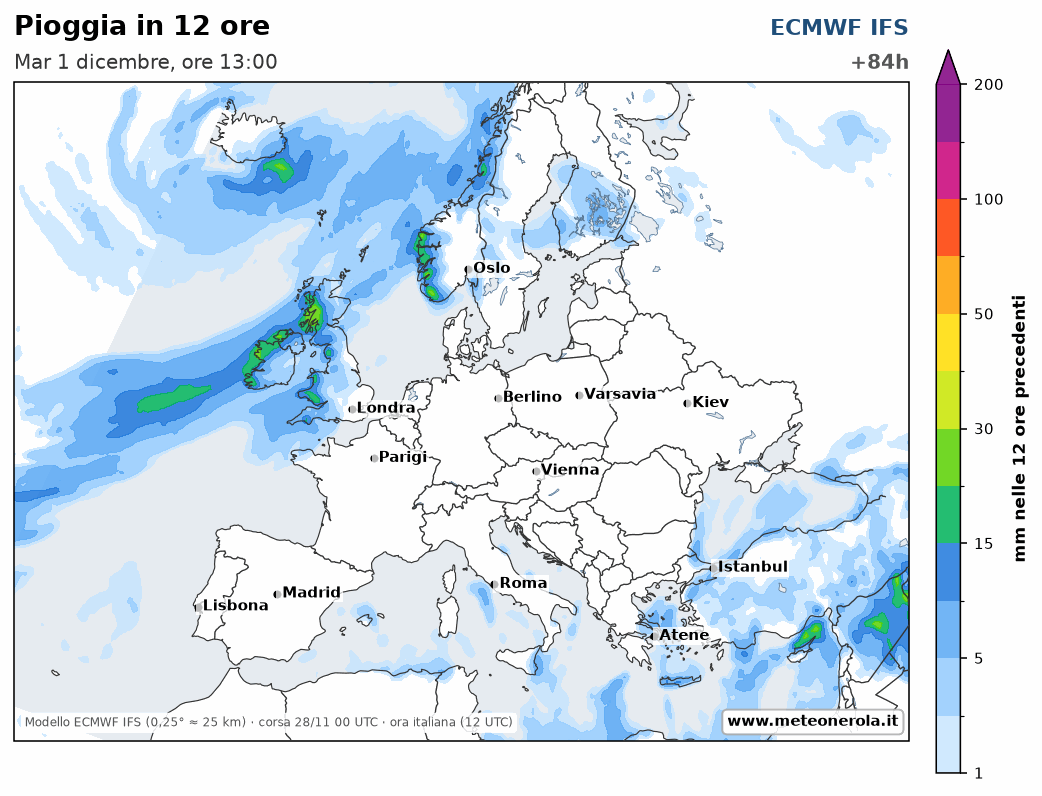 Pioggia in 12 ore
ECMWF IFS
Mar 1 dicembre, ore 13:00
+84h
200
100
50
30
15
5
1
mm nelle 12 ore precedenti
Oslo
Londra
Berlino
Varsavia
Kiev
Parigi
Vienna
Istanbul
Roma
Madrid
Lisbona
Atene
Modello ECMWF IFS (0,25° ≈ 25 km) · corsa 28/11 00 UTC · ora italiana (12 UTC)
www.meteonerola.it